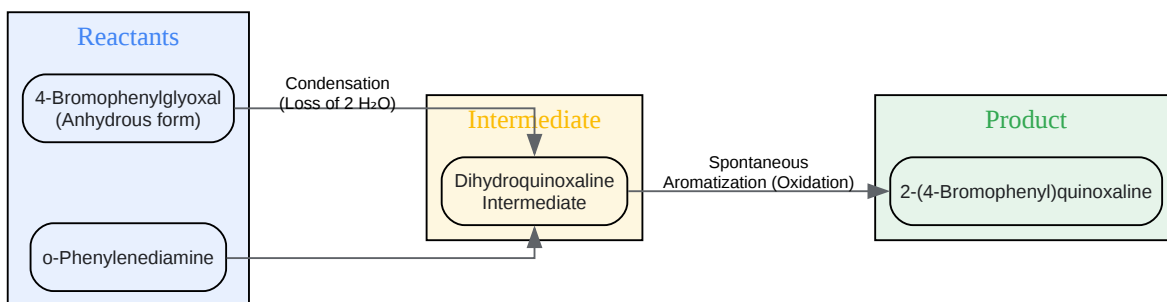 Reactants
4-Bromophenylglyoxal
(Anhydrous form)
o-Phenylenediamine
Condensation
(Loss of 2 H₂O)
Intermediate
Dihydroquinoxaline
Intermediate
Spontaneous
Aromatization (Oxidation)
Product
2-(4-Bromophenyl)quinoxaline